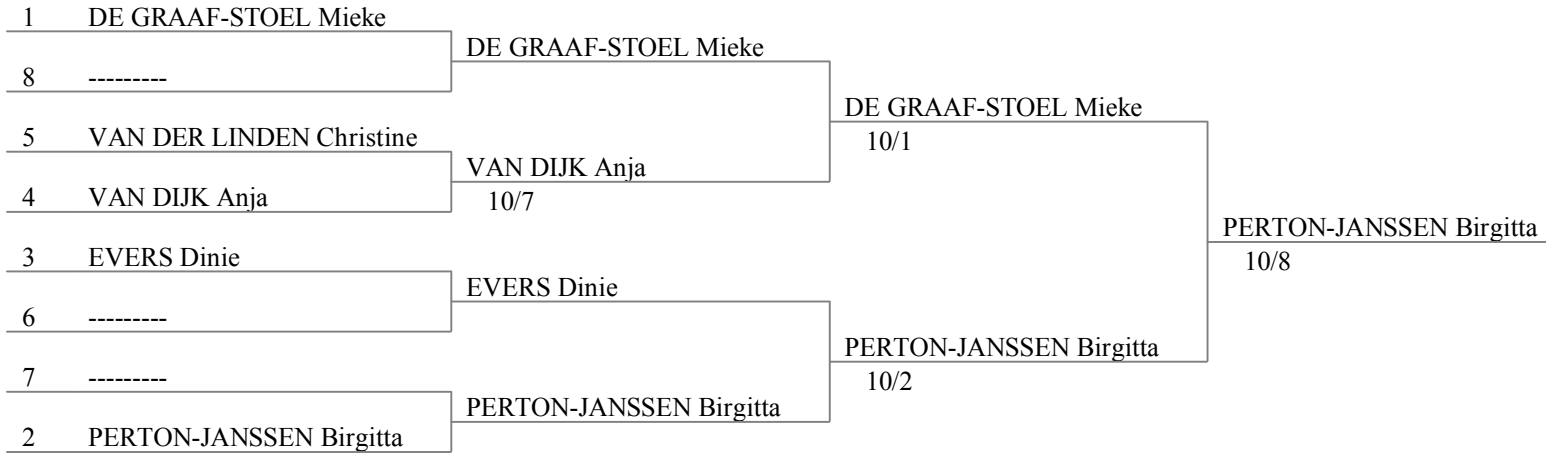 1 DE GRAAF-STOEL Mieke
DE GRAAF-STOEL Mieke
8 ---------
DE GRAAF-STOEL Mieke
10/1
5 VAN DER LINDEN Christine
VAN DIJK Anja
10/7
4 VAN DIJK Anja
PERTON-JANSSEN Birgitta
10/8
3 EVERS Dinie
EVERS Dinie
6 ---------
PERTON-JANSSEN Birgitta
10/2
7 ---------
PERTON-JANSSEN Birgitta
2 PERTON-JANSSEN Birgitta